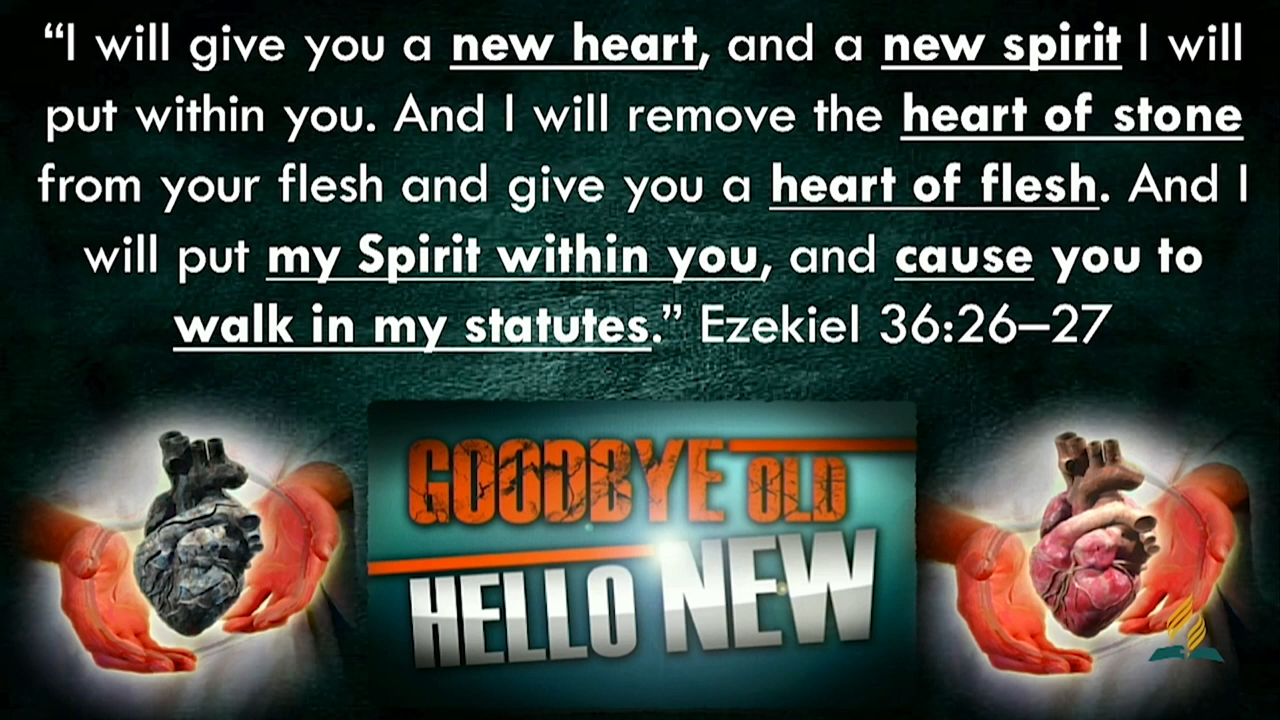 “I will give you a new heart, and a new spirit I will
put within you. And I will remove the heart of stone
from your flesh and give you a heart of flesh. And I
will put my Spirit within you, and cause you to
walk in my statutes.” Ezekiel 36:26–27
GOODBYE OLD
HELLO NEW